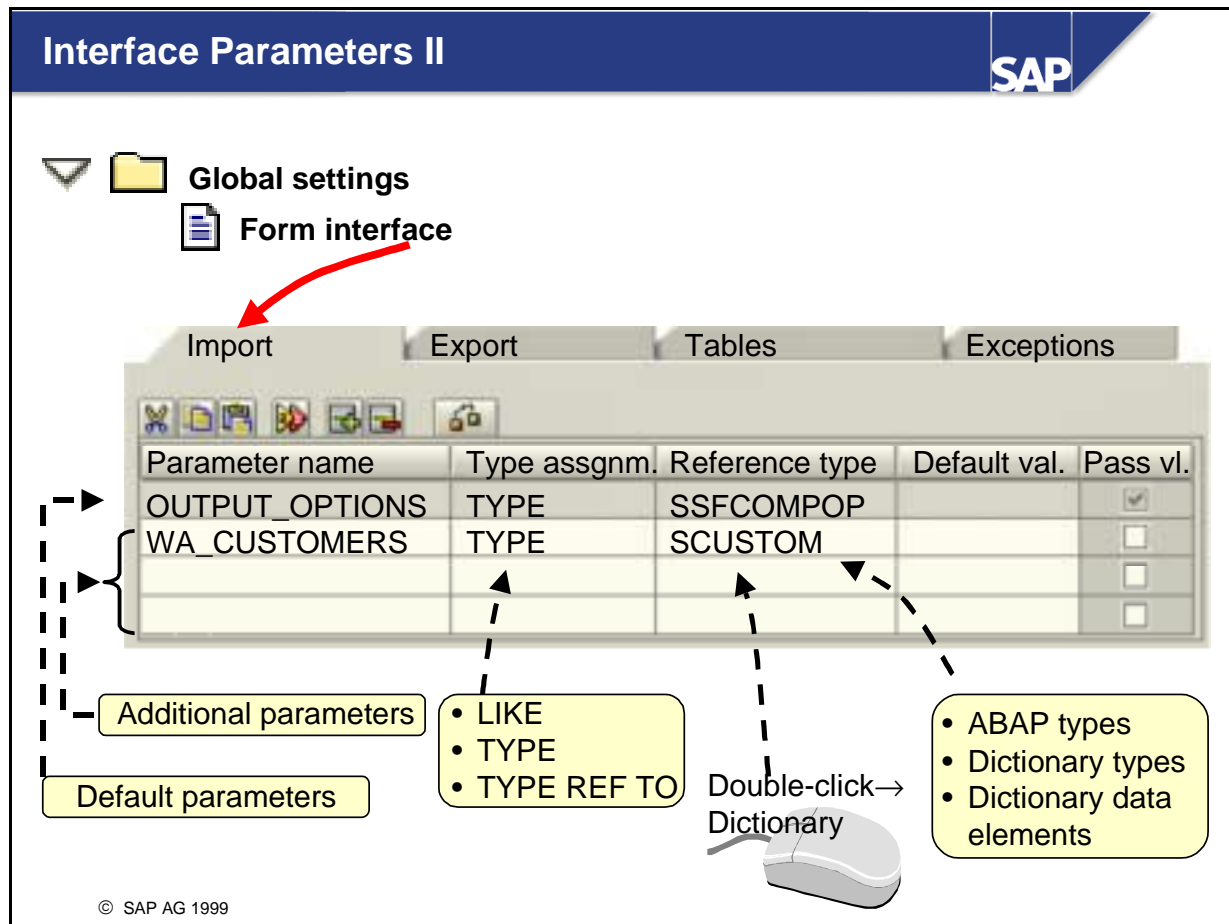 Interface Parameters II
SAP
Global settings
Form interface
Import Export Tables Exceptions
Parameter name Type assgnm. Reference type Default val. Pass vl.
OUTPUT_OPTIONS TYPE SSFCOMPOP
WA_CUSTOMERS TYPE SCUSTOM
Additional parameters
Default parameters
• LIKE
• TYPE
• TYPE REF TO
Double-click→
Dictionary
• ABAP types
• Dictionary types
• Dictionary data
elements
© SAP AG 1999